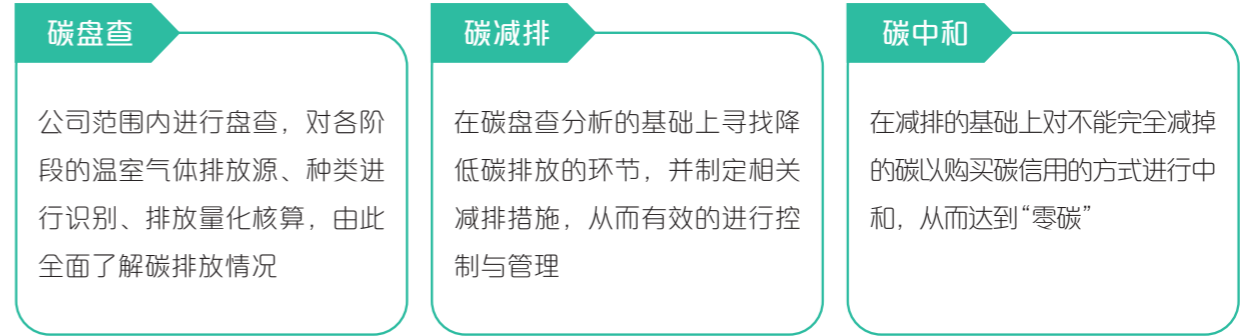 碳盘查
公司范围内进行盘查，对各阶
段的温室气体排放源、种类进
行识别、排放量化核算，由此
全面了解碳排放情况
碳减排
在碳盘查分析的基础上寻找降
低碳排放的环节，并制定相关
减排措施，从而有效的进行控
制与管理
碳中和
在减排的基础上对不能完全减掉
的碳以购买碳信用的方式进行中
和，从而达到“零碳”